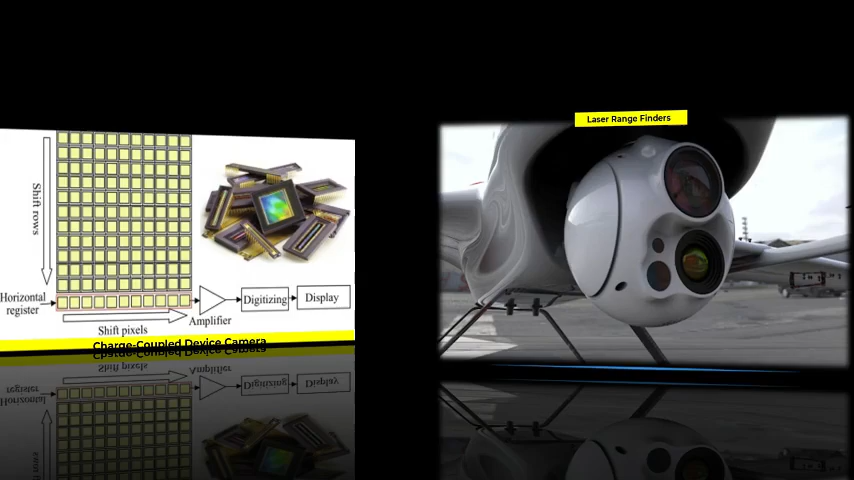 Shift rows
Horizontal
register
Shift pixels
Amplifier
Digitizing
Display
Charge-Coupled Device Camera
Laser Range Finders